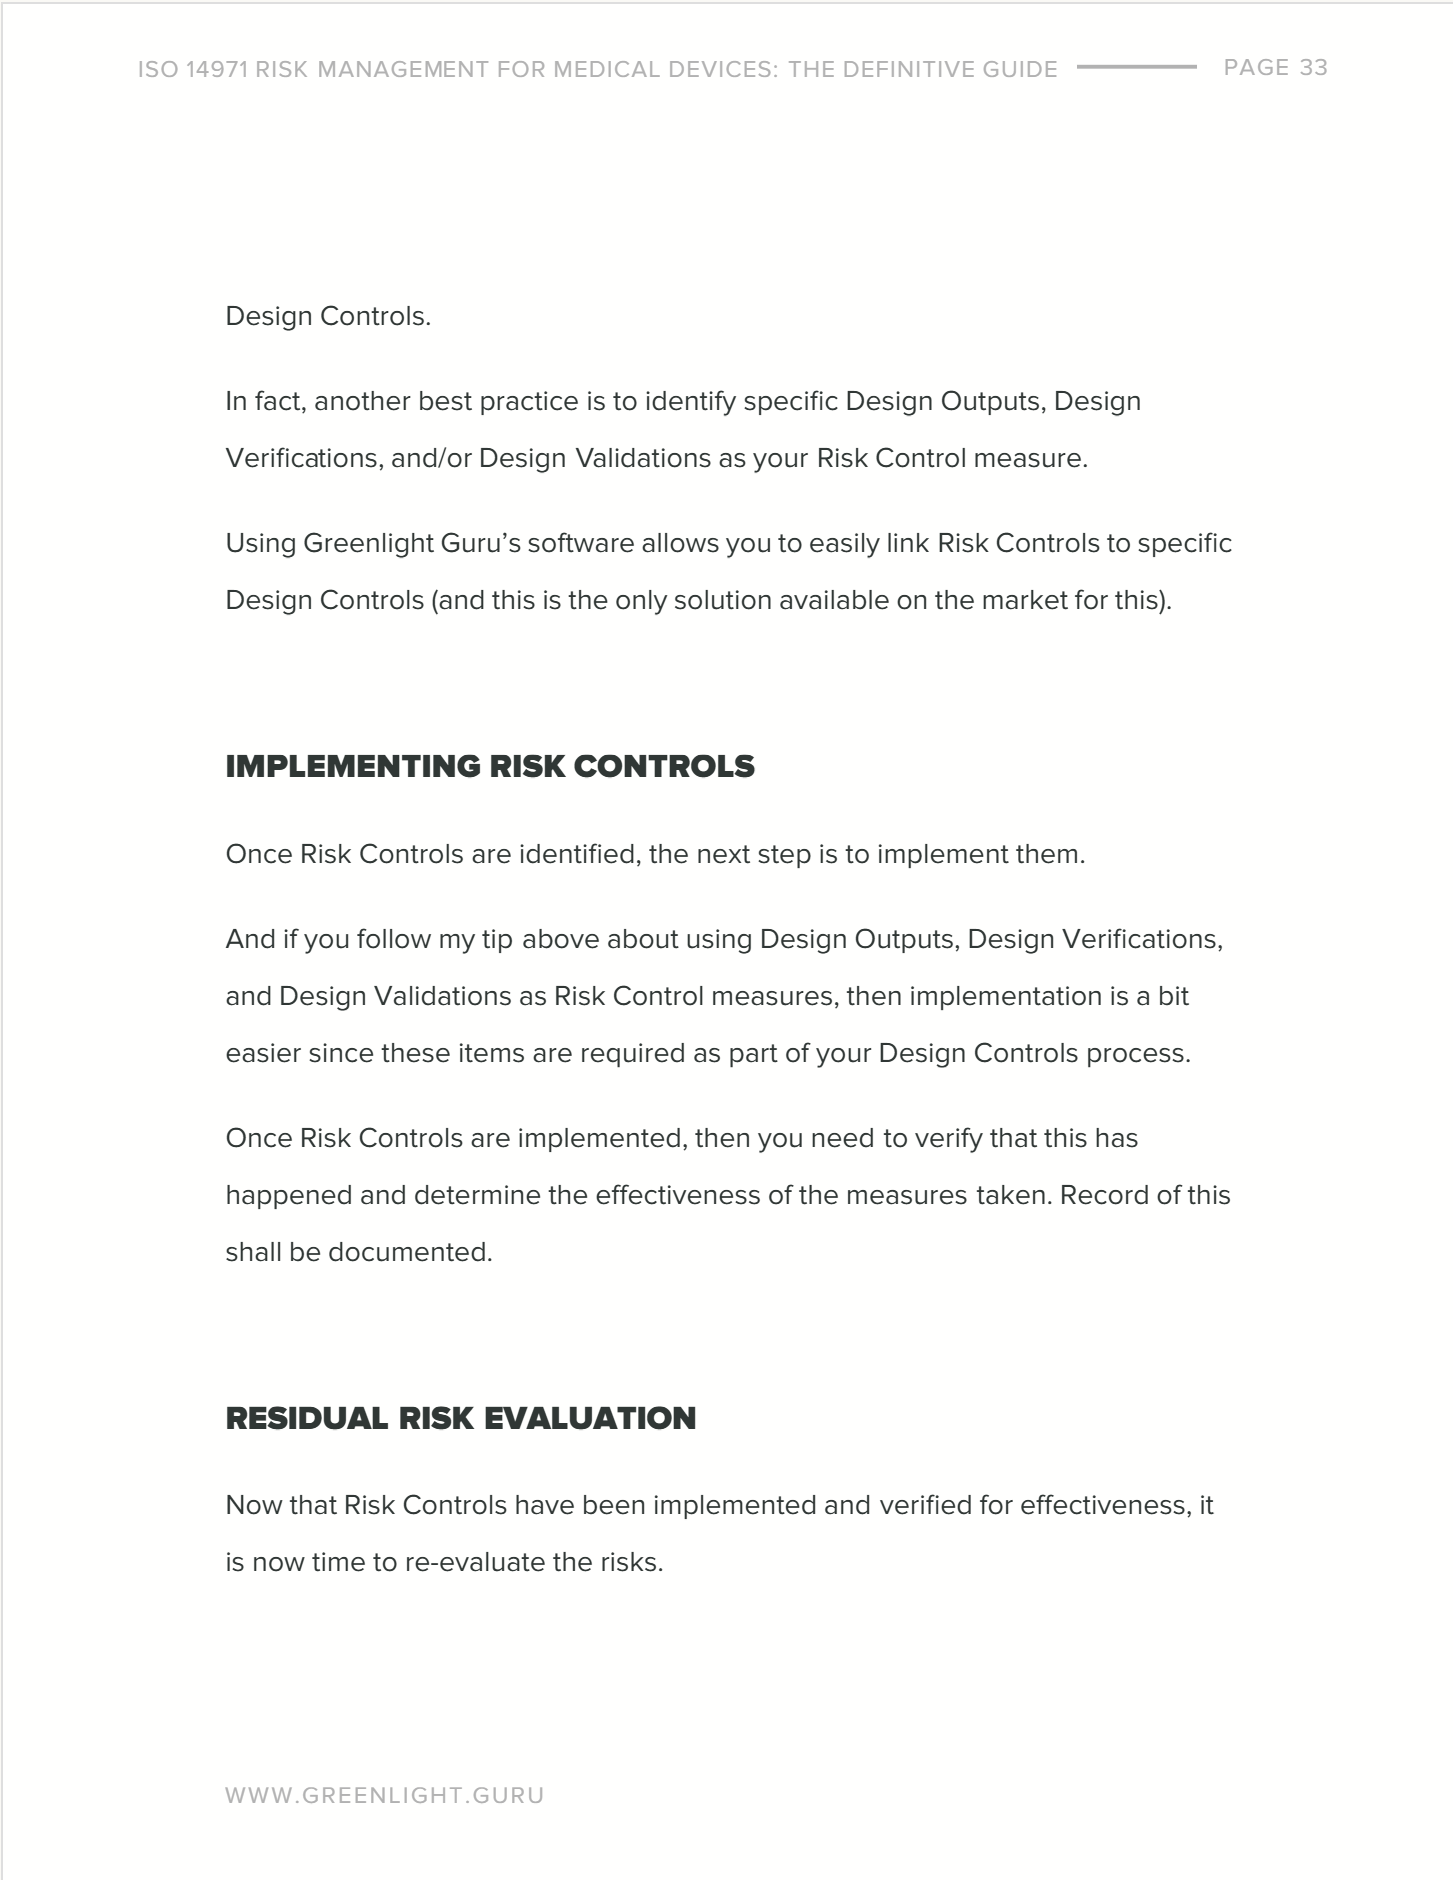 ISO 14971 RISK MANAGEMENT FOR MEDICAL DEVICES: THE DEFINITIVE GUIDE PAGE 33
Design Controls.
In fact, another best practice is to identify specific Design Outputs, Design
Verifications, and/or Design Validations as your Risk Control measure.
Using Greenlight Guru’s software allows you to easily link Risk Controls to specific
Design Controls (and this is the only solution available on the market for this).
IMPLEMENTING RISK CONTROLS
Once Risk Controls are identified, the next step is to implement them.
And if you follow my tip above about using Design Outputs, Design Verifications,
and Design Validations as Risk Control measures, then implementation is a bit
easier since these items are required as part of your Design Controls process.
Once Risk Controls are implemented, then you need to verify that this has
happened and determine the effectiveness of the measures taken. Record of this
shall be documented.
RESIDUAL RISK EVALUATION
Now that Risk Controls have been implemented and verified for effectiveness, it
is now time to re-evaluate the risks.
WWW.GREENLIGHT.GURU